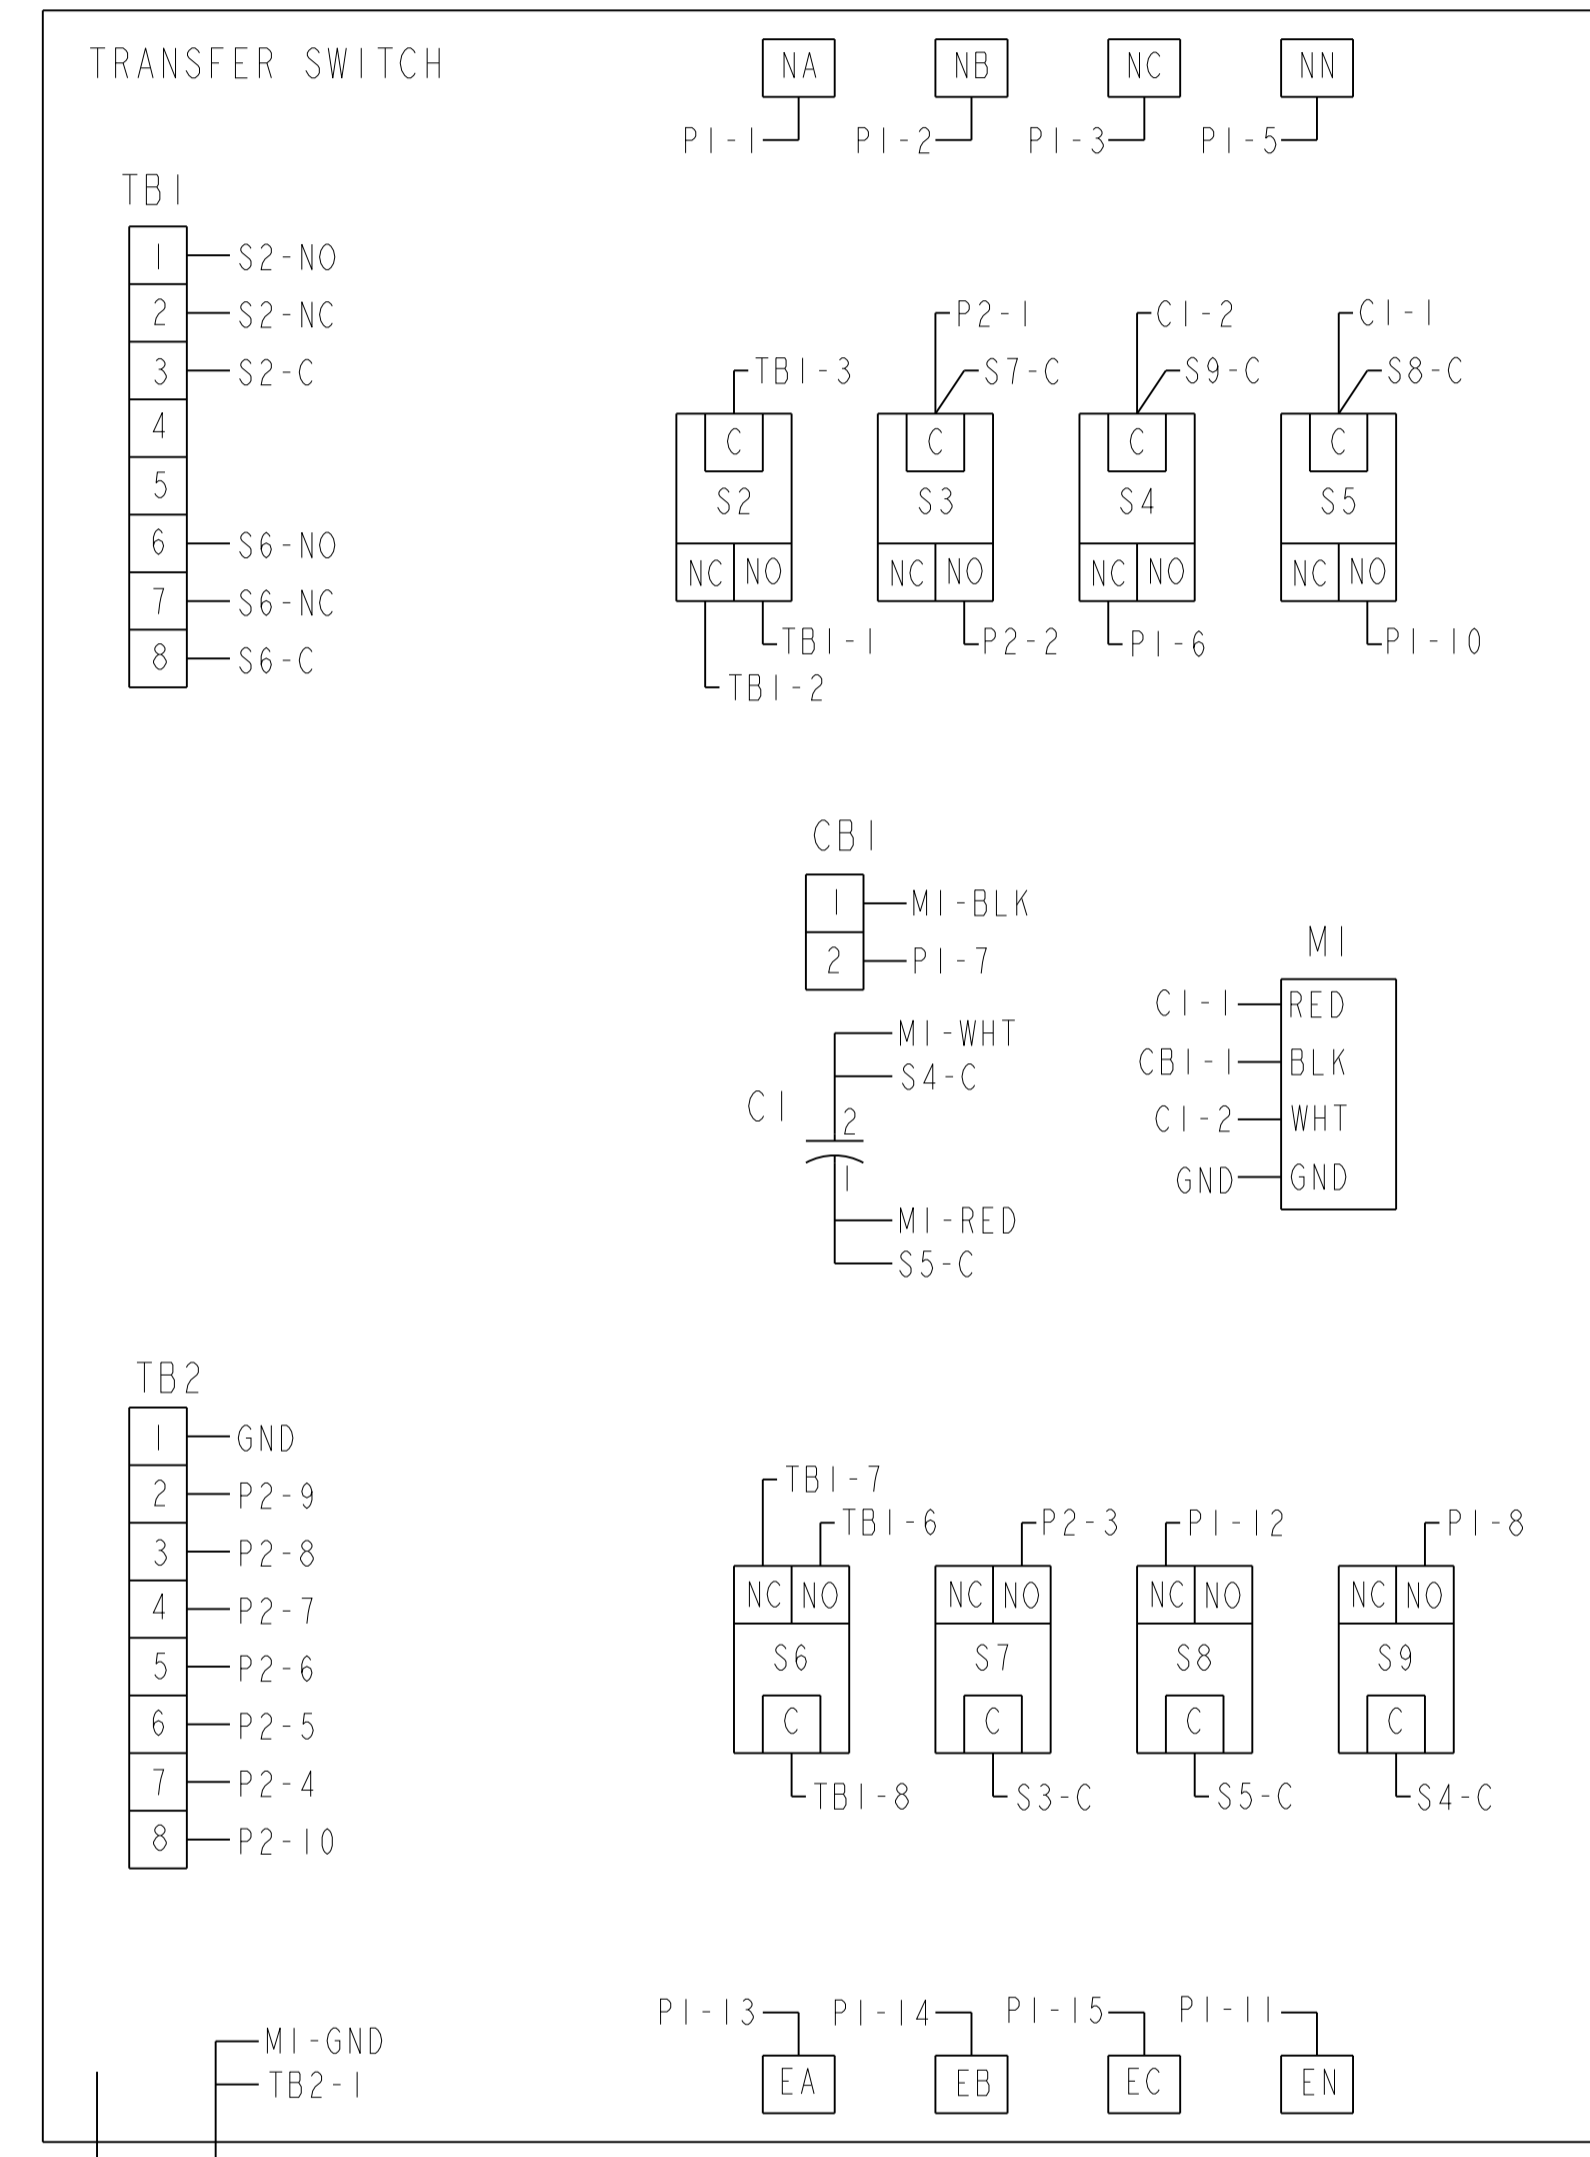 TRANSFER SWITCH
NA NB NC NN
P1-1 P1-2 P1-3 P1-5
TB1
1 S2-NO
2 S2-NC
3 S2-C
4
5
6 S6-NO
7 S6-NC
8 S6-C
P2-1 C1-2 C1-1
TB1-3 S7-C S9-C S8-C
C C C C
S2 S3 S4 S5
NC NO NC NO NC NO NC NO
TB1-1 P2-2 P1-6 P1-10
TB1-2
CB1
1 M1-BLK
2 P1-7
M1-WHT
S4-C
C1
2
1
M1-RED
S5-C
M1
C1-1 RED
CB1-1 BLK
C1-2 WHT
GND GND
TB2
1 GND
2 P2-9
3 P2-8
4 P2-7
5 P2-6
6 P2-5
7 P2-4
8 P2-10
TB1-7
TB1-6 P2-3 P1-12 P1-8
NC NO NC NO NC NO NC NO
S6 S7 S8 S9
C C C C
TB1-8 S3-C S5-C S4-C
P1-13 P1-14 P1-15 P1-11
EA EB EC EN
M1-GND
TB2-1